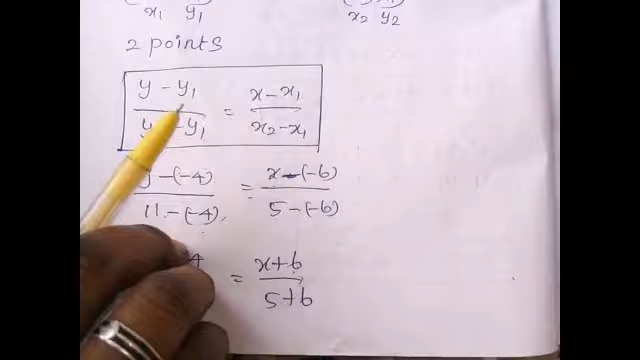 x₁ y₁ x₂ y₂
2 points
y - y₁ / y - y₁ = x - x₁ / x₂ - x₁
-(-4) / 11 - (-4) = x - (-6) / 5 - (-6)
4 = x + 6 / 5 + 6